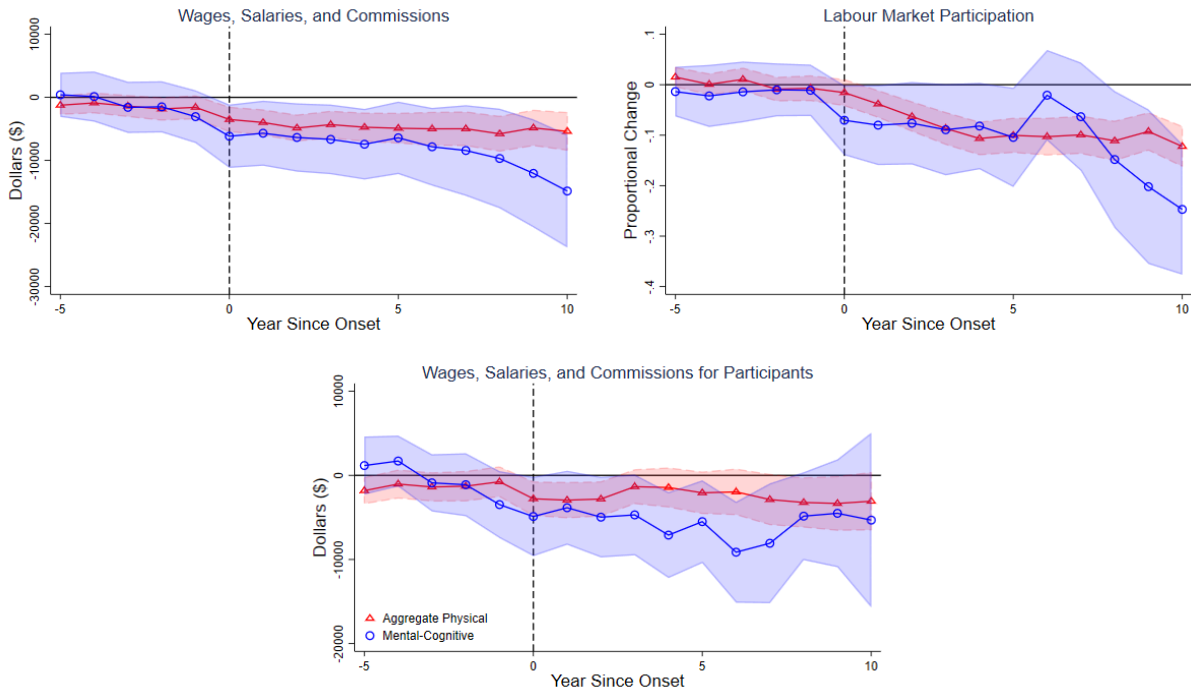 Wages, Salaries, and Commissions
Dollars ($)
10000
0
-10000
-20000
-30000
-5
0
5
10
Year Since Onset
Labour Market Participation
Proportional Change
.1
0
-.1
-.2
-.3
-.4
-5
0
5
10
Year Since Onset
Wages, Salaries, and Commissions for Participants
Dollars ($)
10000
0
-10000
-20000
Aggregate Physical
Mental-Cognitive
-5
0
5
10
Year Since Onset